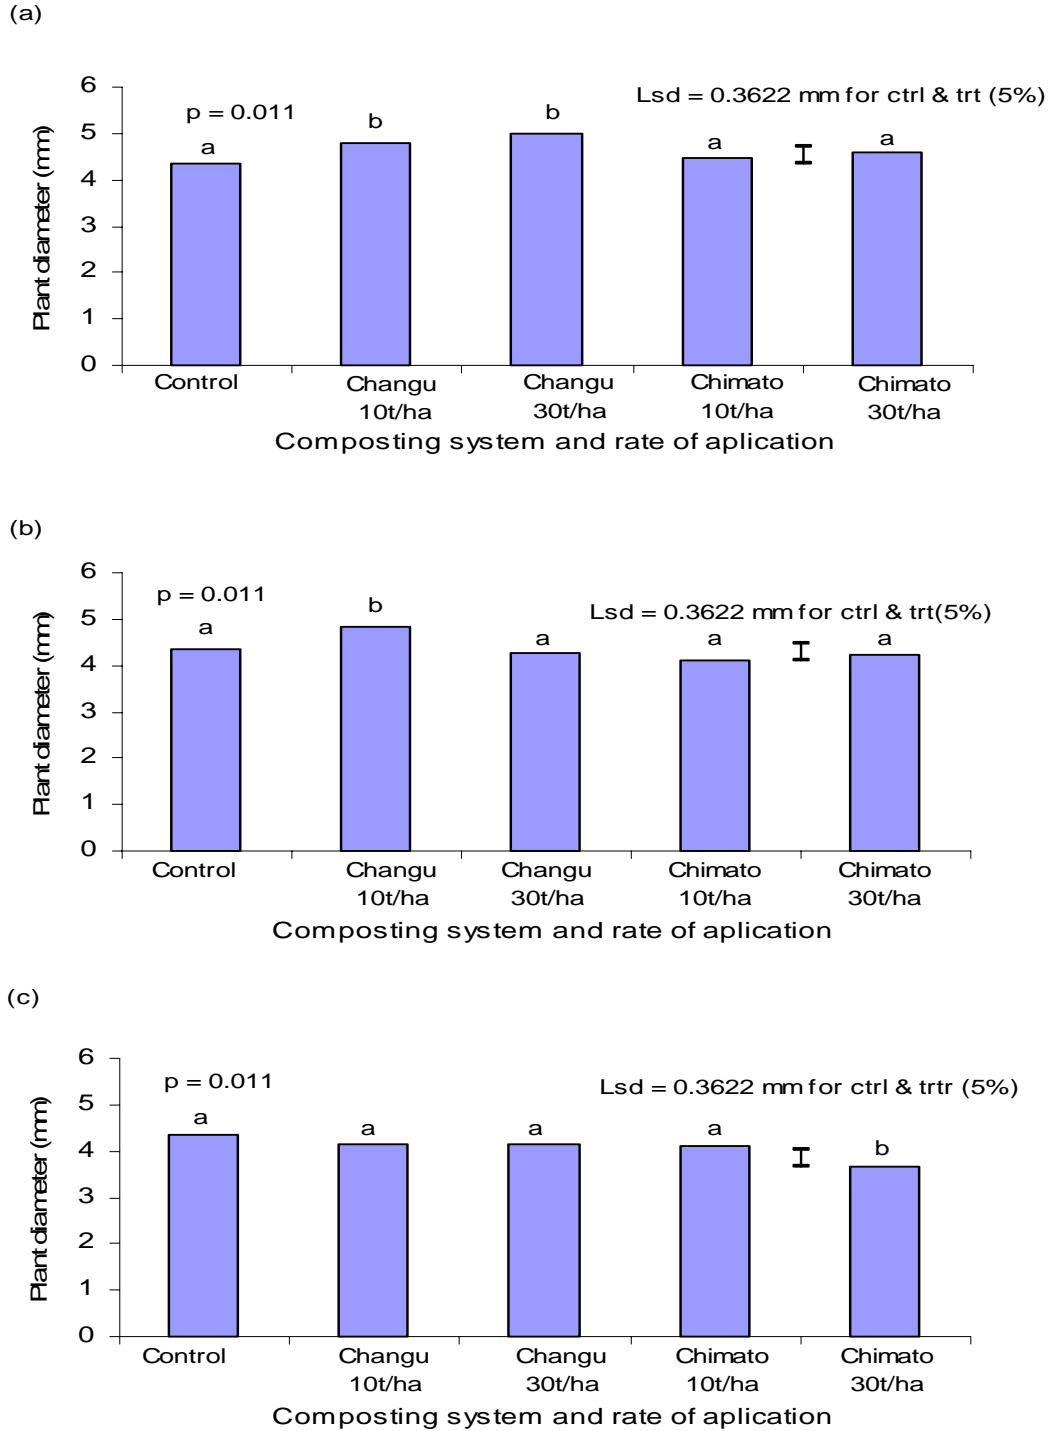 (a)
Plant diameter (mm)
6
5
4
3
2
1
0
p = 0.011
Lsd = 0.3622 mm for ctrl & trt (5%)
a
b
b
a
a
Control
Changu
10t/ha
Changu
30t/ha
Chimato
10t/ha
Chimato
30t/ha
Composting system and rate of aplication
(b)
Plant diameter (mm)
6
5
4
3
2
1
0
p = 0.011
Lsd = 0.3622 mm for ctrl & trt(5%)
a
b
a
a
a
Control
Changu
10t/ha
Changu
30t/ha
Chimato
10t/ha
Chimato
30t/ha
Composting system and rate of aplication
(c)
Plant diameter (mm)
6
5
4
3
2
1
0
p = 0.011
Lsd = 0.3622 mm for ctrl & trtr (5%)
a
a
a
a
b
Control
Changu
10t/ha
Changu
30t/ha
Chimato
10t/ha
Chimato
30t/ha
Composting system and rate of aplication